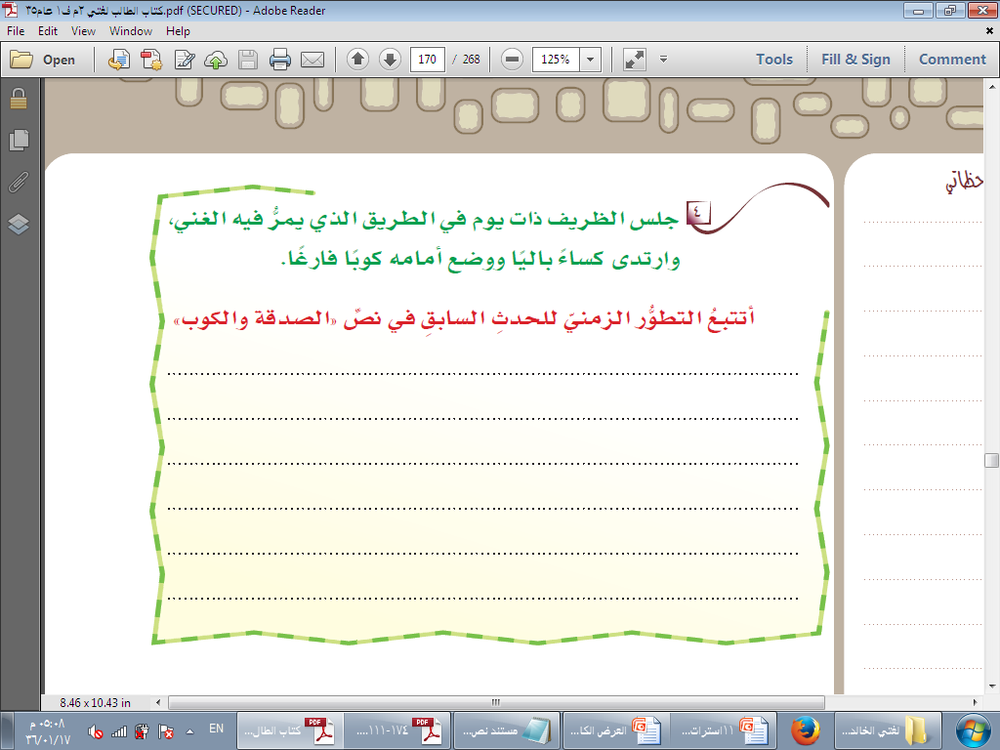 كتاب الطالب لغتي ٢م ف١ عام٣٥.pdf (SECURED) - Adobe Reader
File Edit View Window Help
Open 170 / 268 125% Tools Fill & Sign Comment
٤ جلس الظريف ذات يوم في الطريق الذي يمرُّ فيه الغني،
وارتدى كساءً باليًا ووضع أمامه كوبًا فارغًا.
أتتبعُ التطوُّر الزمنيّ للحدثِ السابقِ في نصّ «الصدقة والكوب»
8.46 x 10.43 in
٠٥:٠٨ م
٣٦/٠١/١٧
EN
كتاب الطال...
١٧٤-١١١....
مستند نص...
العرض الكا...
١١استرات...
لغتي الخالد...